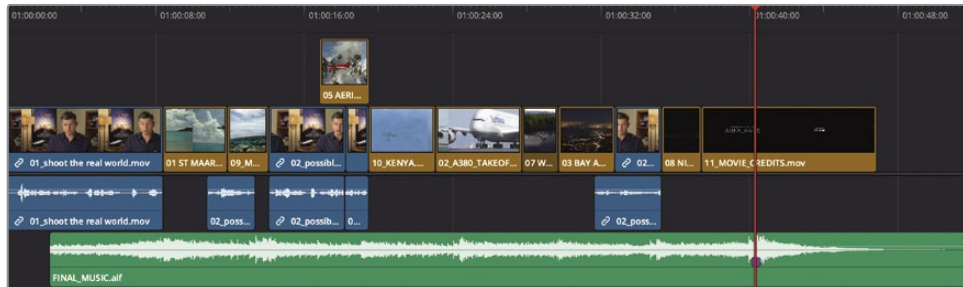 01:00:00:00 01:00:08:00 01:00:16:00 01:00:24:00 01:00:32:00 01:00:40:00 01:00:48:00
05 AERI...
01_shoot the real world.mov 01 ST MAAR... 09_M... 02_possibl... 10_KENYA.... 02_A380_TAKEOF... 07 W... 03 BAY A... 02... 08 NI... 11_MOVIE_CREDITS.mov
01_shoot the real world.mov 02_poss... 02_possib... 0... 02_poss...
FINAL_MUSIC.aif